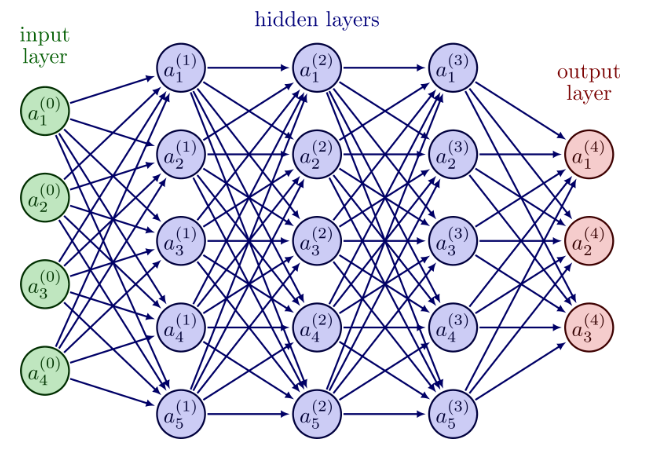 hidden layers
input
layer
output
layer
a_1^{(0)}
a_2^{(0)}
a_3^{(0)}
a_4^{(0)}
a_1^{(1)}
a_2^{(1)}
a_3^{(1)}
a_4^{(1)}
a_5^{(1)}
a_1^{(2)}
a_2^{(2)}
a_3^{(2)}
a_4^{(2)}
a_5^{(2)}
a_1^{(3)}
a_2^{(3)}
a_3^{(3)}
a_4^{(3)}
a_5^{(3)}
a_1^{(4)}
a_2^{(4)}
a_3^{(4)}